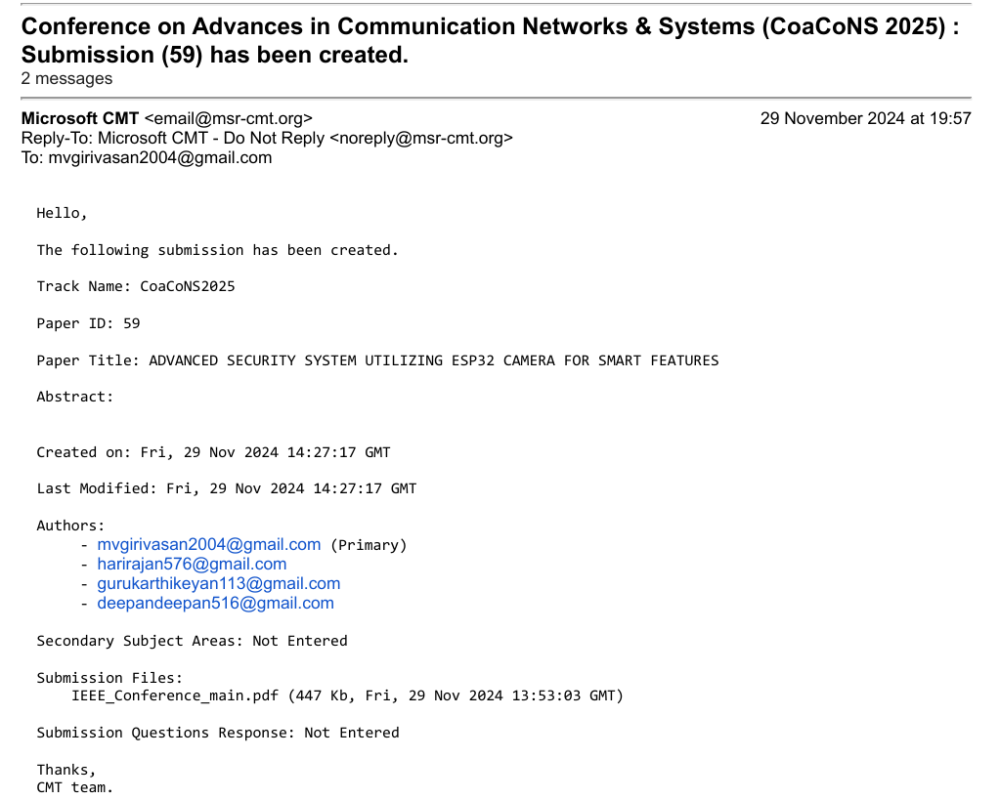 Conference on Advances in Communication Networks & Systems (CoaCoNS 2025) :
Submission (59) has been created.
2 messages
Microsoft CMT <email@msr-cmt.org> 29 November 2024 at 19:57
Reply-To: Microsoft CMT - Do Not Reply <noreply@msr-cmt.org>
To: mvgirivasan2004@gmail.com
Hello,
The following submission has been created.
Track Name: CoaCoNS2025
Paper ID: 59
Paper Title: ADVANCED SECURITY SYSTEM UTILIZING ESP32 CAMERA FOR SMART FEATURES
Abstract:
Created on: Fri, 29 Nov 2024 14:27:17 GMT
Last Modified: Fri, 29 Nov 2024 14:27:17 GMT
Authors:
- mvgirivasan2004@gmail.com (Primary)
- harirajan576@gmail.com
- gurukarthikeyan113@gmail.com
- deepandeepan516@gmail.com
Secondary Subject Areas: Not Entered
Submission Files:
IEEE_Conference_main.pdf (447 Kb, Fri, 29 Nov 2024 13:53:03 GMT)
Submission Questions Response: Not Entered
Thanks,
CMT team.